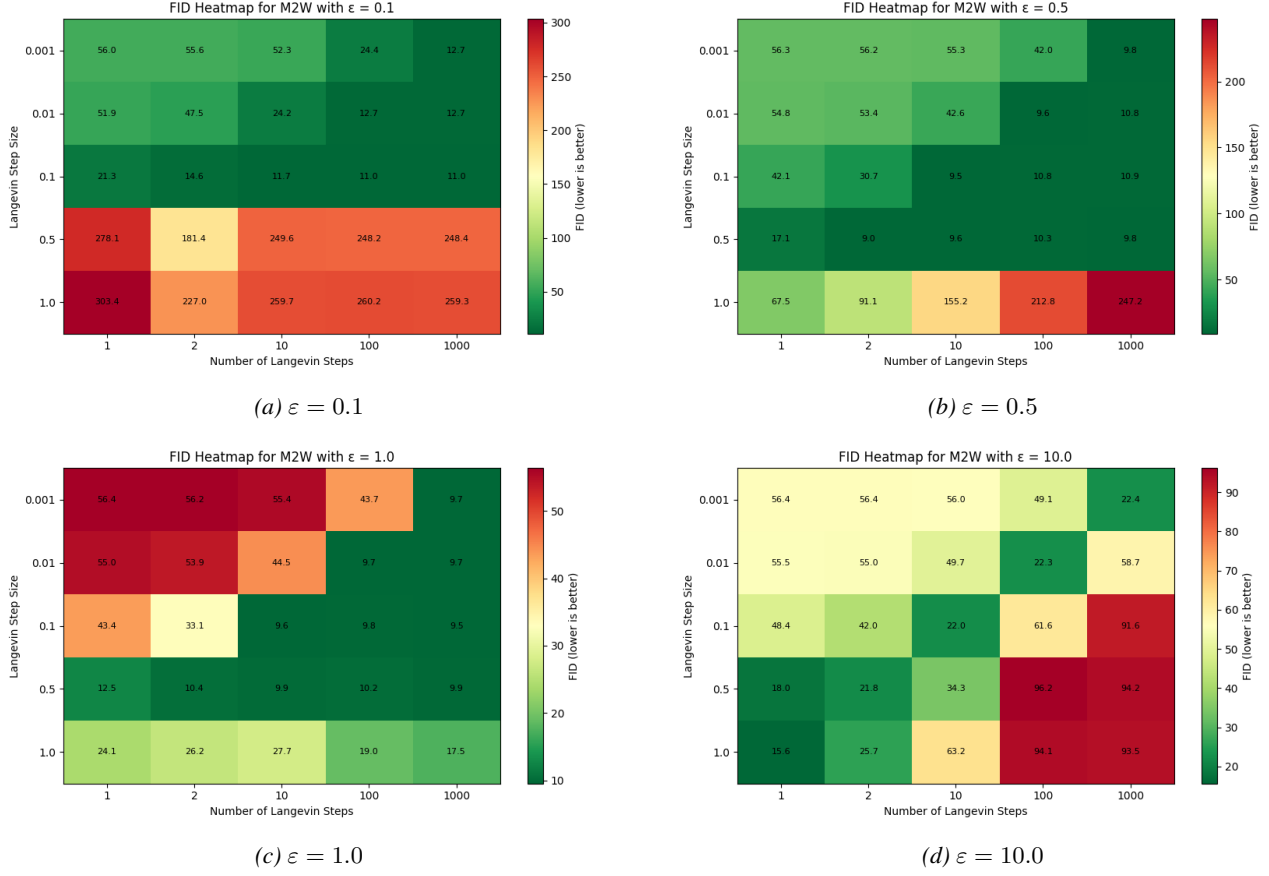 FID Heatmap for M2W with ε = 0.1
0.001 56.0 55.6 52.3 24.4 12.7
0.01 51.9 47.5 24.2 12.7 12.7
0.1 21.3 14.6 11.7 11.0 11.0
0.5 278.1 181.4 249.6 248.2 248.4
1.0 303.4 227.0 259.7 260.2 259.3
1 2 10 100 1000
Number of Langevin Steps
Langevin Step Size
300
250
200
150
100
50
FID (lower is better)
(a) ε = 0.1
FID Heatmap for M2W with ε = 0.5
0.001 56.3 56.2 55.3 42.0 9.8
0.01 54.8 53.4 42.6 9.6 10.8
0.1 42.1 30.7 9.5 10.8 10.9
0.5 17.1 9.0 9.6 10.3 9.8
1.0 67.5 91.1 155.2 212.8 247.2
1 2 10 100 1000
Number of Langevin Steps
Langevin Step Size
200
150
100
50
FID (lower is better)
(b) ε = 0.5
FID Heatmap for M2W with ε = 1.0
0.001 56.4 56.2 55.4 43.7 9.7
0.01 55.0 53.9 44.5 9.7 9.7
0.1 43.4 33.1 9.6 9.8 9.5
0.5 12.5 10.4 9.9 10.2 9.9
1.0 24.1 26.2 27.7 19.0 17.5
1 2 10 100 1000
Number of Langevin Steps
Langevin Step Size
50
40
30
20
10
FID (lower is better)
(c) ε = 1.0
FID Heatmap for M2W with ε = 10.0
0.001 56.4 56.4 56.0 49.1 22.4
0.01 55.5 55.0 49.7 22.3 58.7
0.1 48.4 42.0 22.0 61.6 91.6
0.5 18.0 21.8 34.3 96.2 94.2
1.0 15.6 25.7 63.2 94.1 93.5
1 2 10 100 1000
Number of Langevin Steps
Langevin Step Size
90
80
70
60
50
40
30
20
FID (lower is better)
(d) ε = 10.0